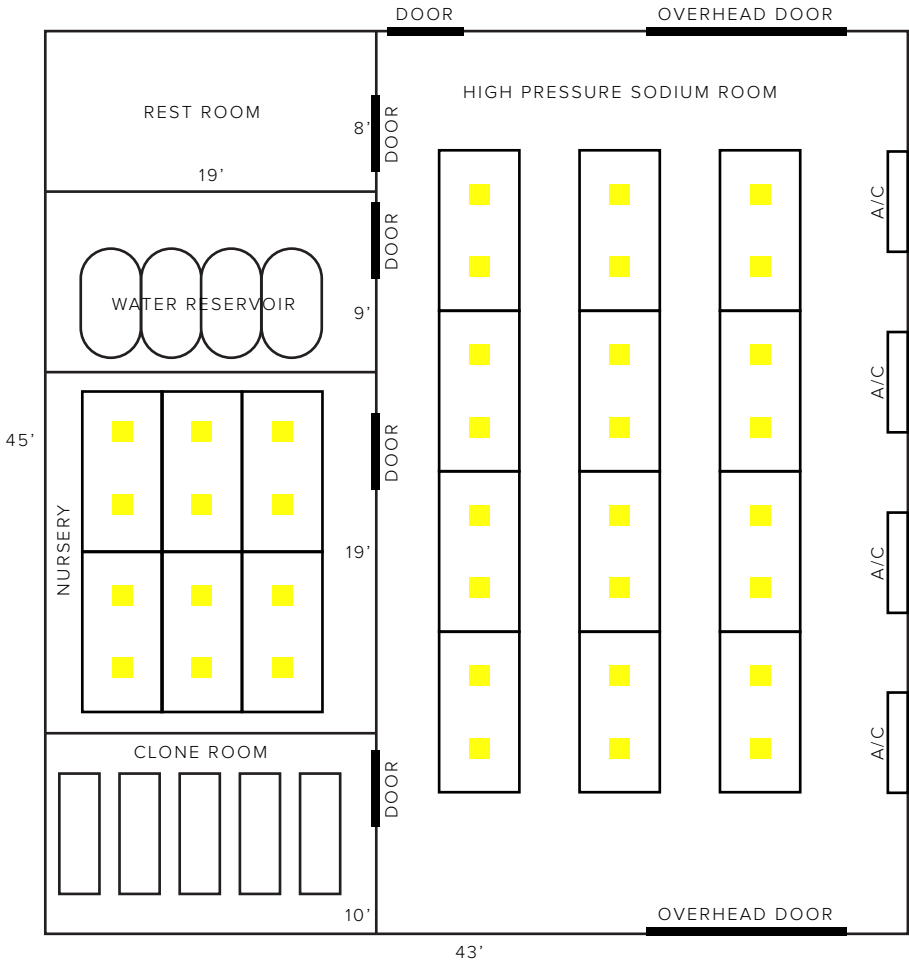 DOOR
OVERHEAD DOOR
HIGH PRESSURE SODIUM ROOM
REST ROOM
8'
DOOR
19'
A/C
DOOR
WATER RESERVOIR
9'
A/C
45'
DOOR
NURSERY
19'
A/C
CLONE ROOM
DOOR
A/C
10'
OVERHEAD DOOR
43'